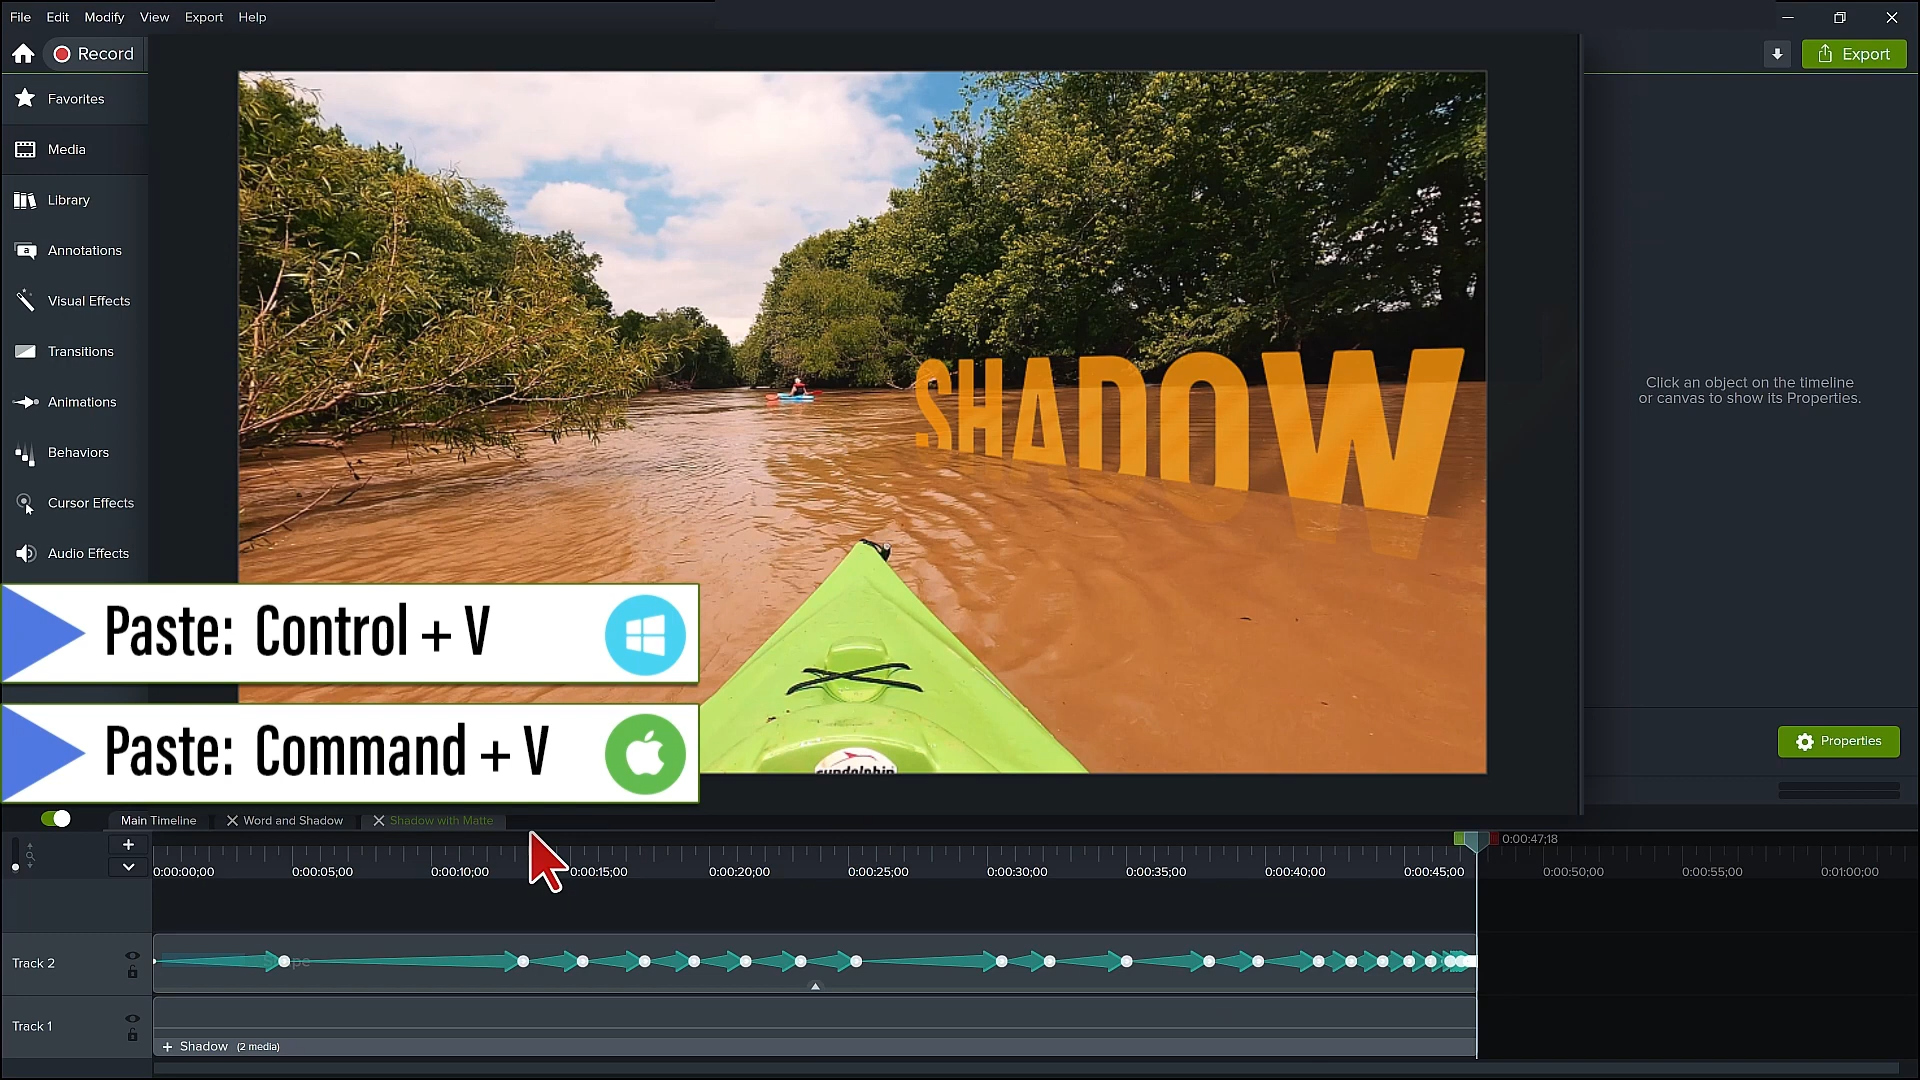 File Edit Modify View Export Help
Record
Export
Favorites
Media
Library
Annotations
Visual Effects
Transitions
Animations
Behaviors
Cursor Effects
Audio Effects
SHADOW
Click an object on the timeline
or canvas to show its Properties.
Paste: Control + V
Paste: Command + V
Properties
Main Timeline Word and Shadow Shadow with Matte
0:00:47;18
0:00:00;00 0:00:05;00 0:00:10;00 0:00:15;00 0:00:20;00 0:00:25;00 0:00:30;00 0:00:35;00 0:00:40;00 0:00:45;00 0:00:50;00 0:00:55;00 0:01:00;00
Track 2
Track 1
+ Shadow (2 media)